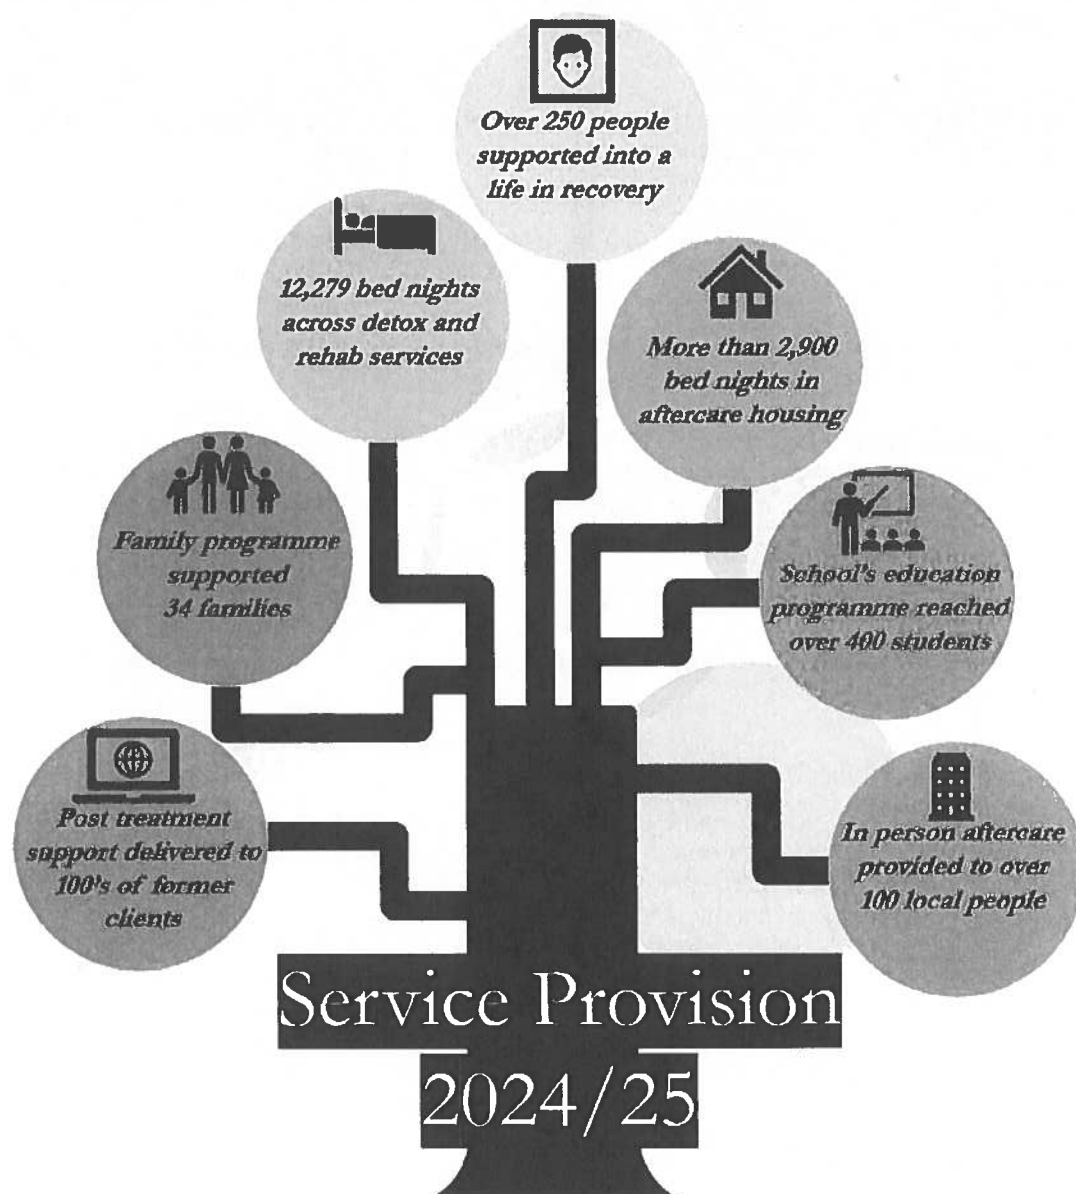 Over 250 people
supported into a
life in recovery
12,279 bed nights
across detox and
rehab services
More than 2,900
bed nights in
aftercare housing
Family programme
supported
34 families
School's education
programme reached
over 400 students
Post treatment
support delivered to
100's of former
clients
In person aftercare
provided to over
100 local people
Service Provision
2024/25